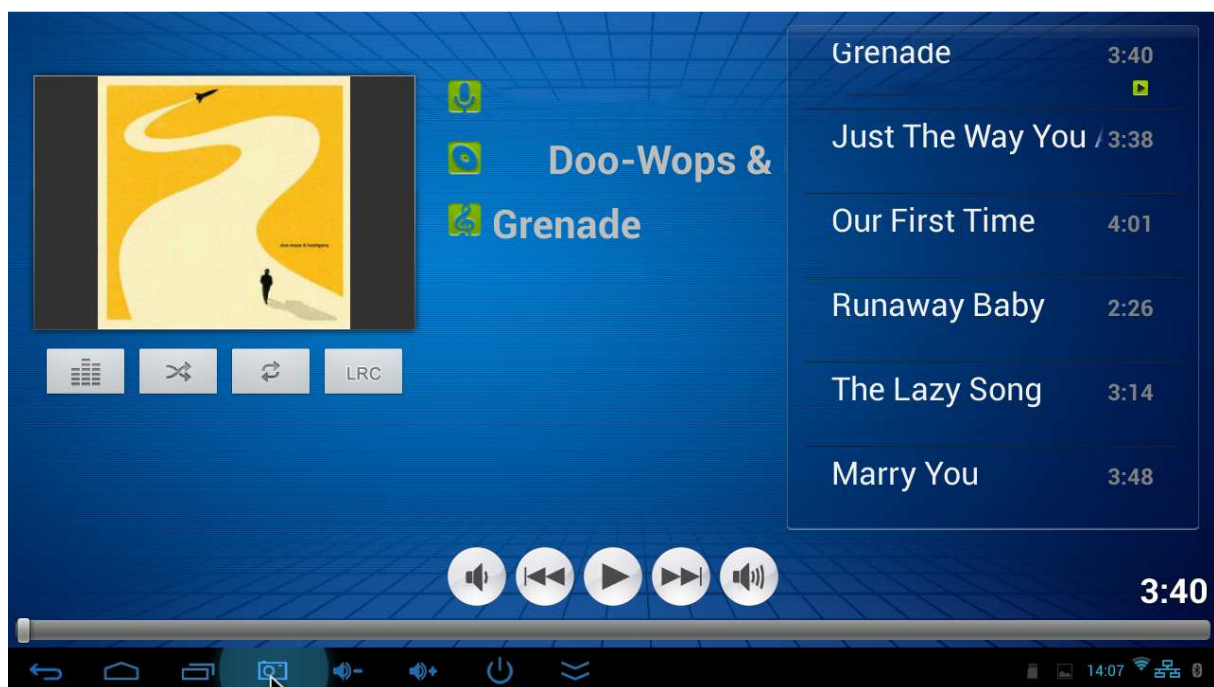 Doo-Wops &
Grenade
LRC
Grenade 3:40
Just The Way You 3:38
Our First Time 4:01
Runaway Baby 2:26
The Lazy Song 3:14
Marry You 3:48
3:40
14:07